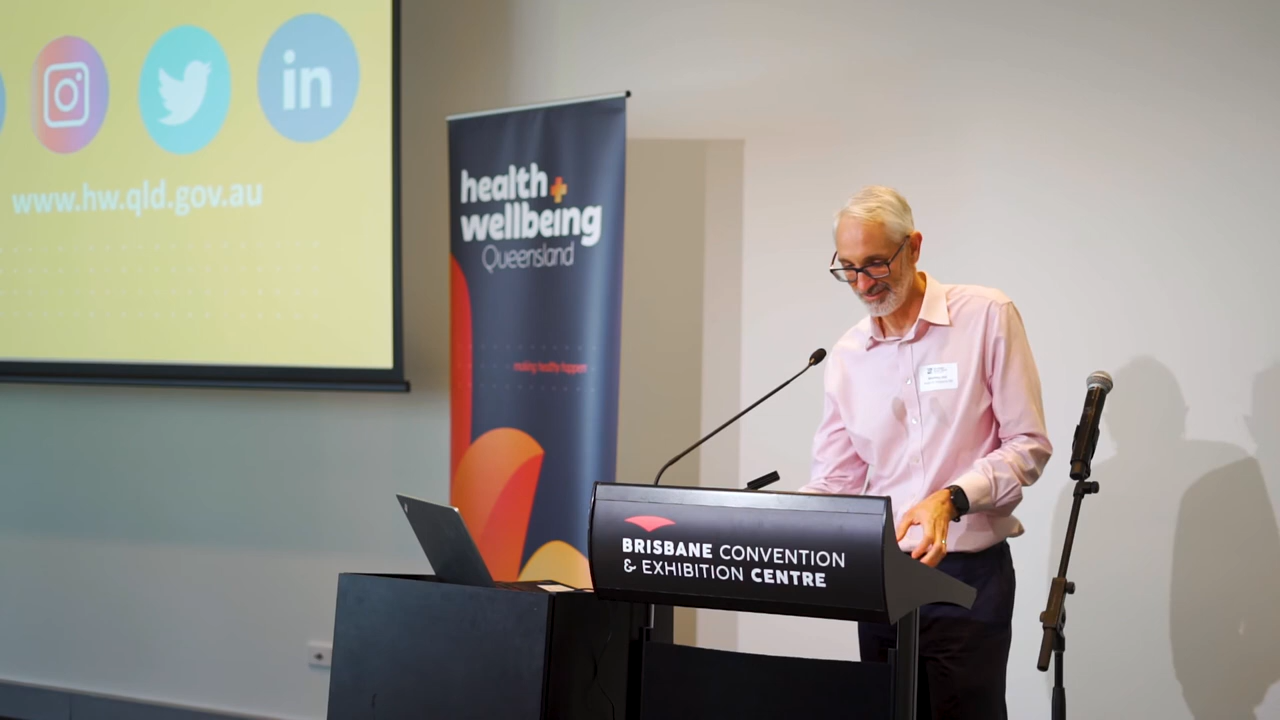 in
www.hw.qld.gov.au
health+
wellbeing
Queensland
making healthy happen
BRISBANE CONVENTION
& EXHIBITION CENTRE